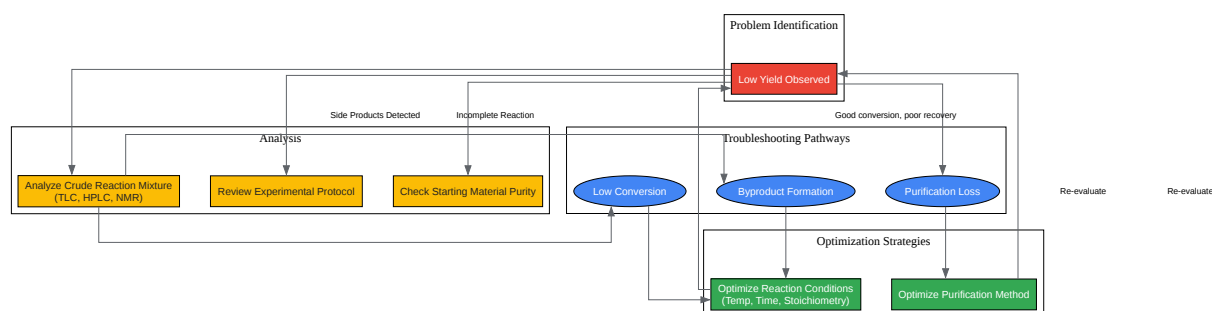 Problem Identification
Low Yield Observed
Side Products Detected
Incomplete Reaction
Good conversion, poor recovery
Analysis
Troubleshooting Pathways
Analyze Crude Reaction Mixture
(TLC, HPLC, NMR)
Review Experimental Protocol
Check Starting Material Purity
Low Conversion
Byproduct Formation
Purification Loss
Re-evaluate
Re-evaluate
Optimization Strategies
Optimize Reaction Conditions
(Temp, Time, Stoichiometry)
Optimize Purification Method